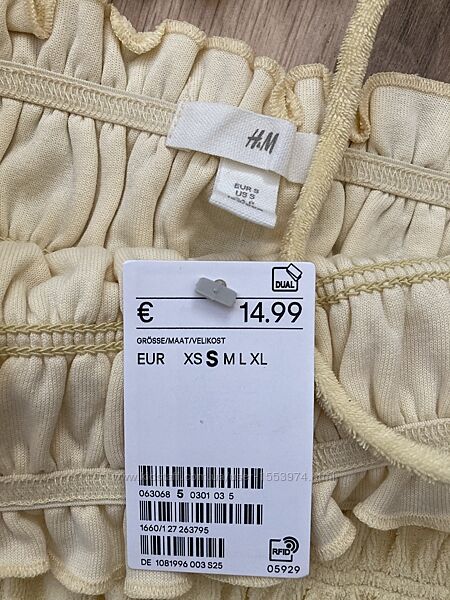 H&M
EUR S
US S
DUAL
€ 14.99
GRÖSSE/MAAT/VELIKOST
EUR XS S M L XL
063068 5 0301 03 5
1660/1 27 263795
RFID
DE 1081996 003 S25
05929